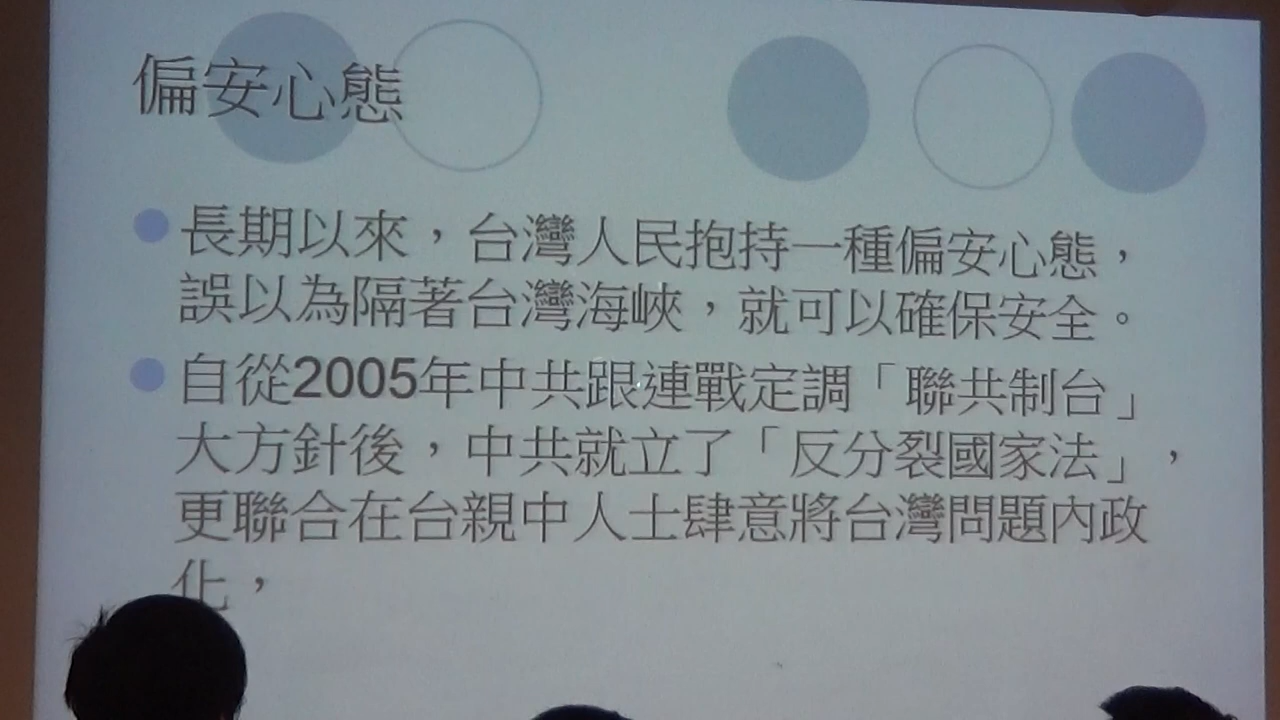 偏安心態
長期以來，台灣人民抱持一種偏安心態，
誤以為隔著台灣海峽，就可以確保安全。
自從2005年中共跟連戰定調「聯共制台」
大方針後，中共就立了「反分裂國家法」，
更聯合在台親中人士肆意將台灣問題內政
化，